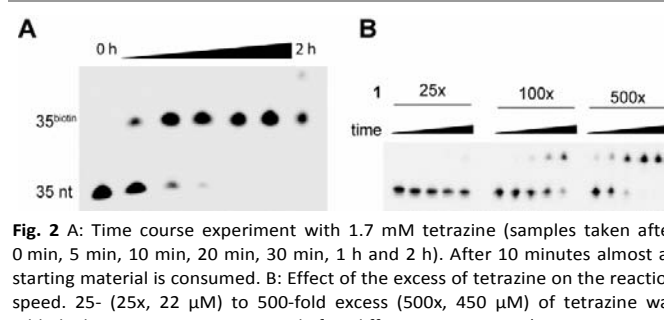 A
B
0 h 2 h
1 25x 100x 500x
time
35biotin
35 nt
Fig. 2 A: Time course experiment with 1.7 mM tetrazine (samples taken afte
0 min, 5 min, 10 min, 20 min, 30 min, 1 h and 2 h). After 10 minutes almost a
starting material is consumed. B: Effect of the excess of tetrazine on the reactio
speed. 25- (25x, 22 µM) to 500-fold excess (500x, 450 µM) of tetrazine wa